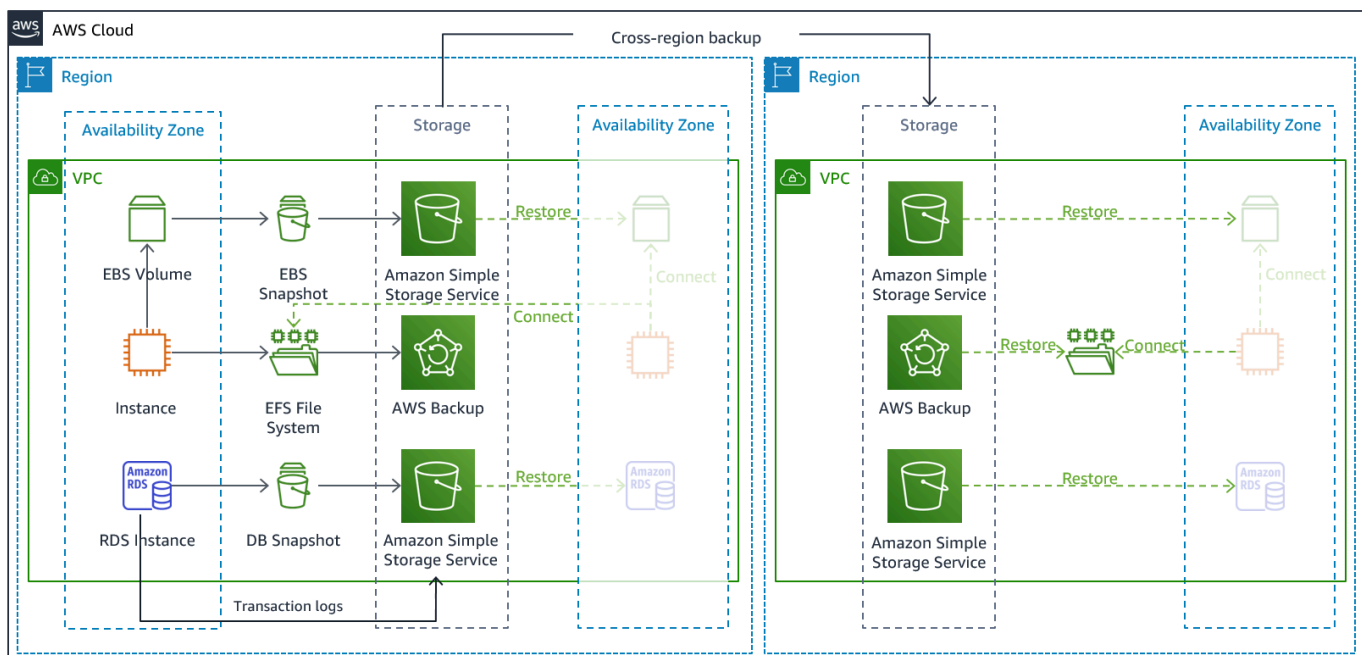 aws
AWS Cloud
Cross-region backup
Region
Availability Zone
Storage
Availability Zone
VPC
Restore
EBS Volume
EBS
Snapshot
Amazon Simple
Storage Service
Connect
Connect
Instance
EFS File
System
AWS Backup
Amazon
RDS
Restore
Amazon
RDS
RDS Instance
DB Snapshot
Amazon Simple
Storage Service
Transaction logs
Region
Storage
Availability Zone
VPC
Restore
Amazon Simple
Storage Service
Connect
Restore
Connect
AWS Backup
Restore
Amazon
RDS
Amazon Simple
Storage Service